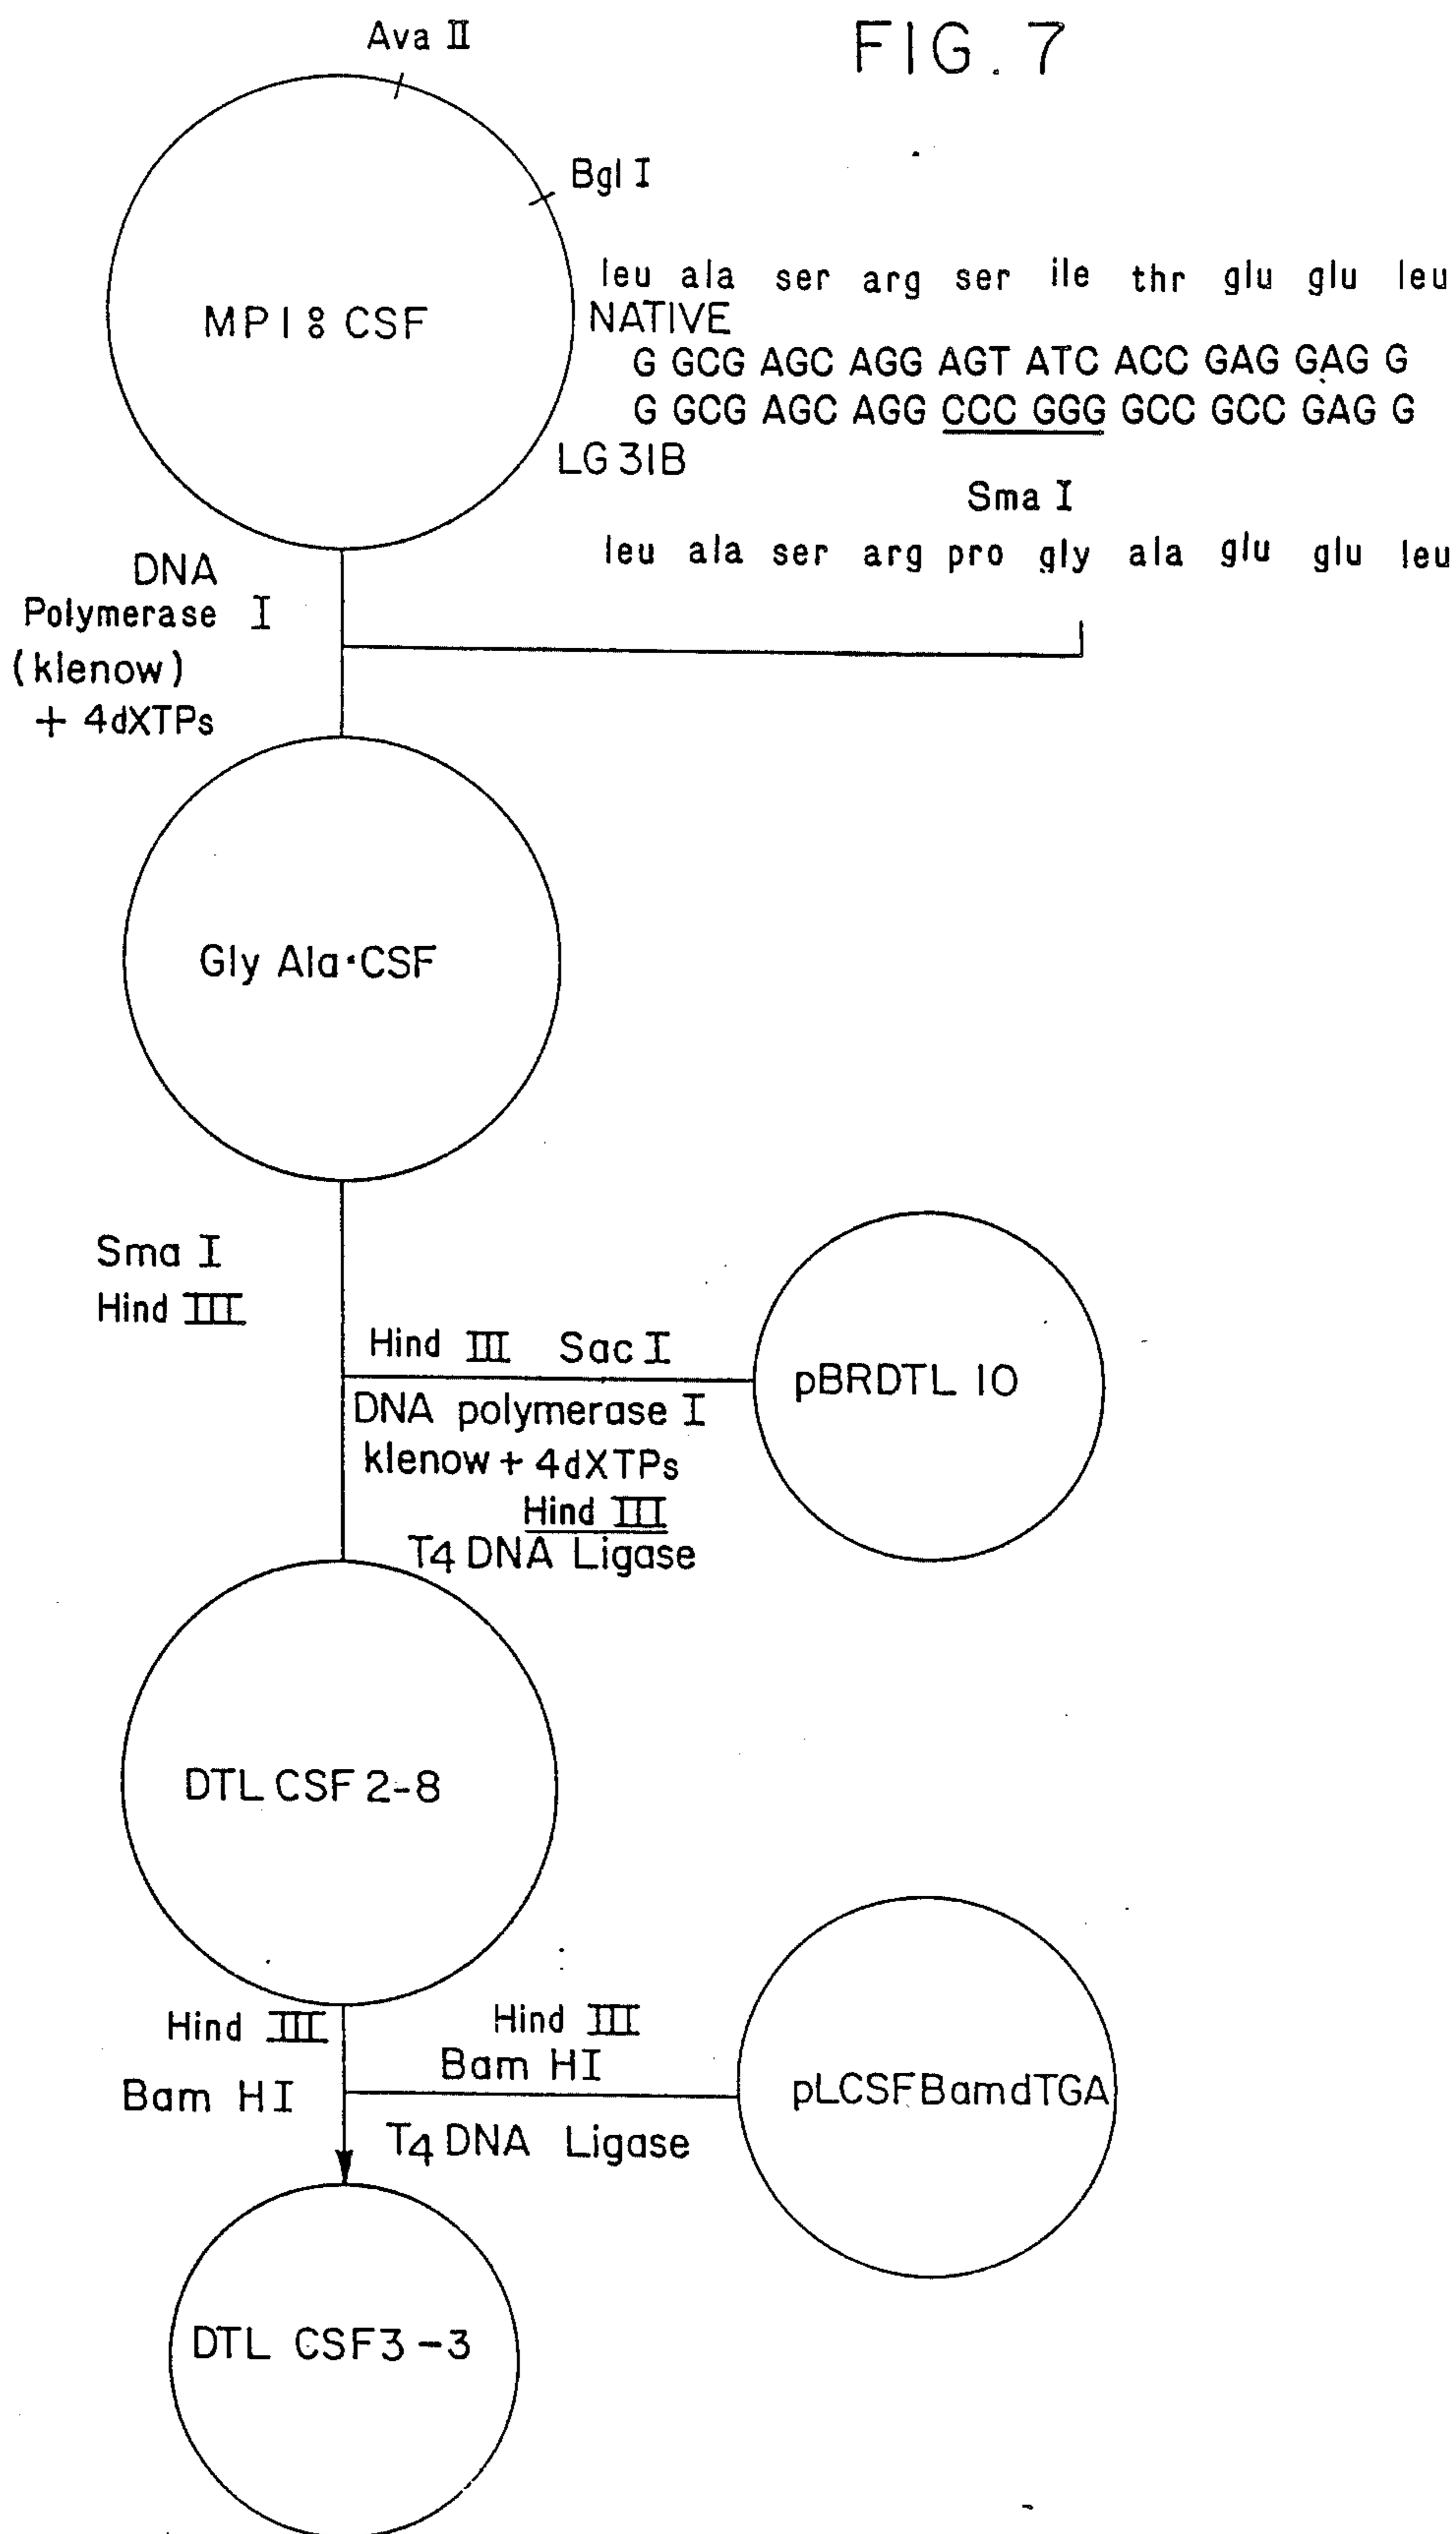 FIG. 7
Ava II
Bgl I
MP18 CSF
leu ala ser arg ser ile thr glu glu leu
NATIVE
G GCG AGC AGG AGT ATC ACC GAG GAG G
G GCG AGC AGG CCC GGG GCC GCC GAG G
LG 31B
Sma I
leu ala ser arg pro gly ala glu glu leu
DNA
Polymerase I
(klenow)
+ 4dXTPs
Gly Ala·CSF
Sma I
Hind III
Hind III Sac I
DNA polymerase I
klenow + 4dXTPs
Hind III
T4 DNA Ligase
pBRDTL 10
DTL CSF 2-8
Hind III
Bam HI
Hind III
Bam HI
T4 DNA Ligase
pLCSFBamdTGA
DTL CSF3-3